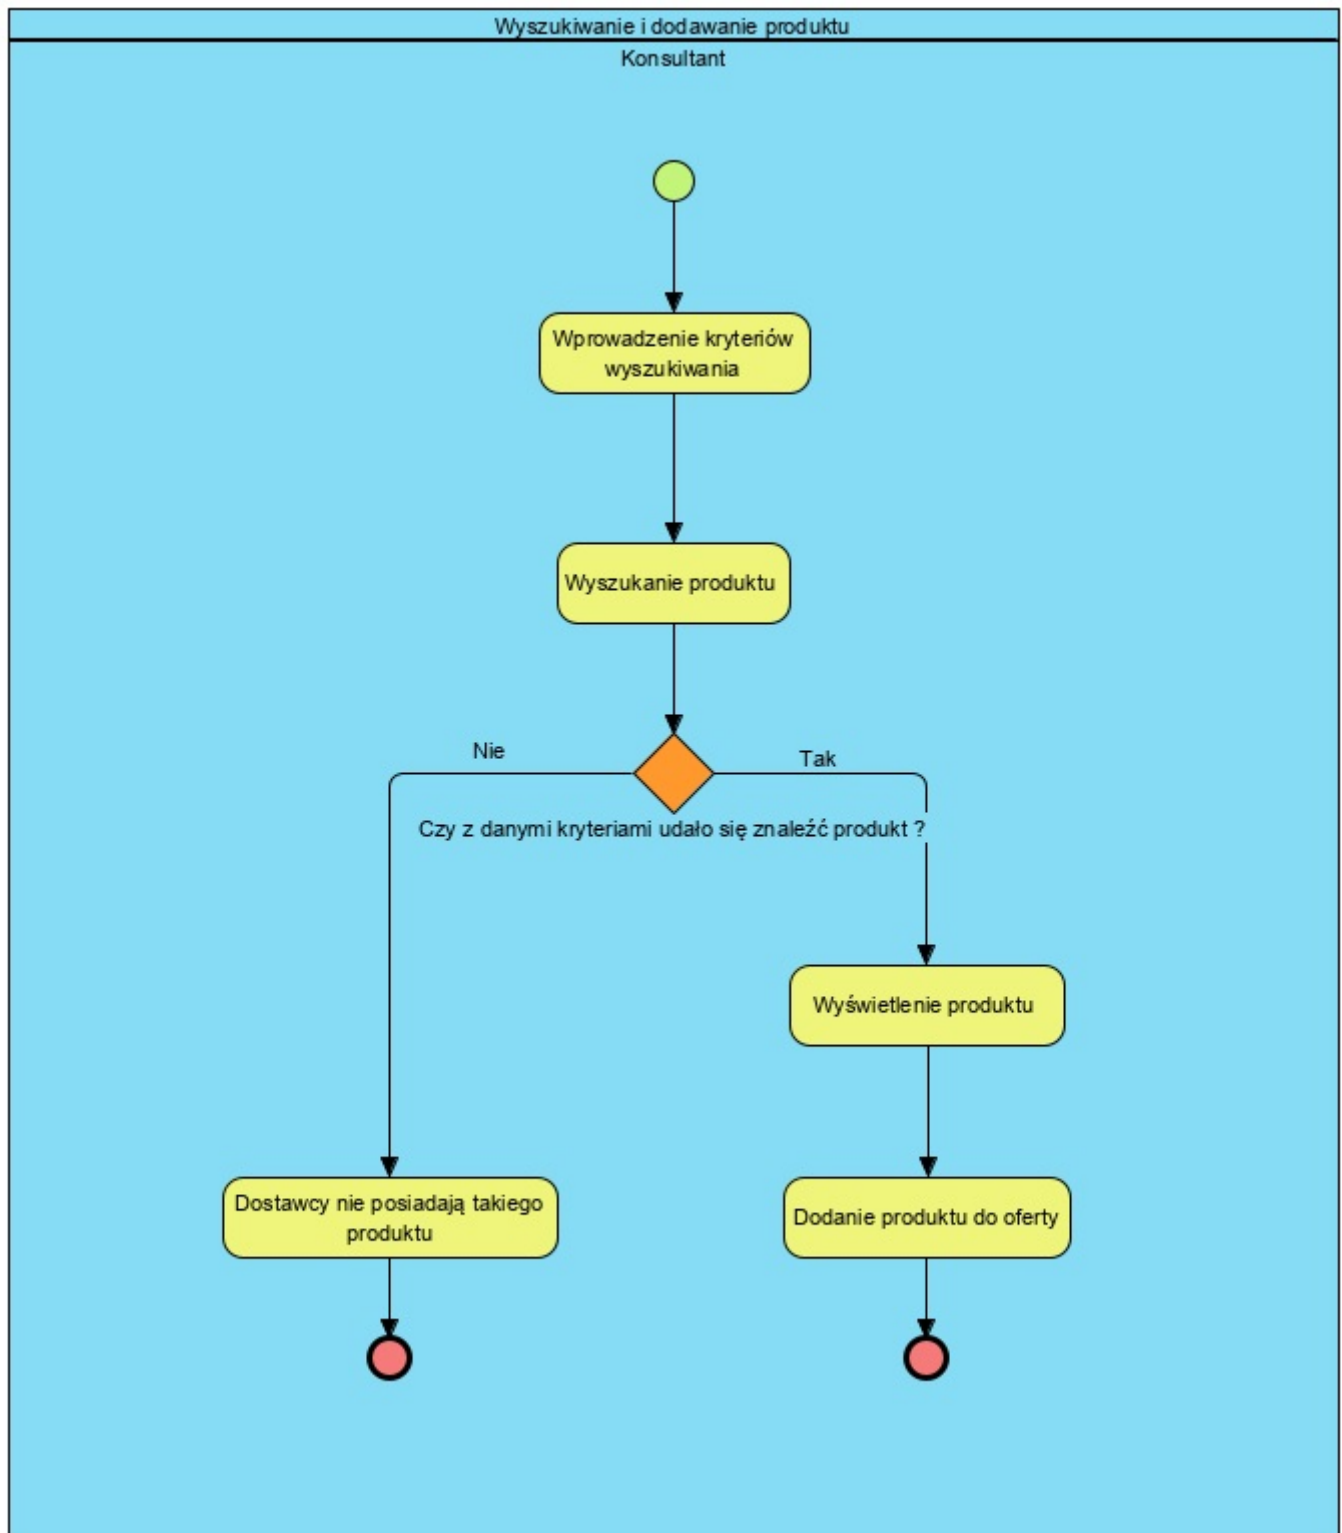 Wyszukiwanie i dodawanie produktu
Konsultant
Wprowadzenie kryteriów
wyszukiwania
Wyszukanie produktu
Nie
Tak
Czy z danymi kryteriami udało się znaleźć produkt ?
Wyświetlenie produktu
Dostawcy nie posiadają takiego
produktu
Dodanie produktu do oferty